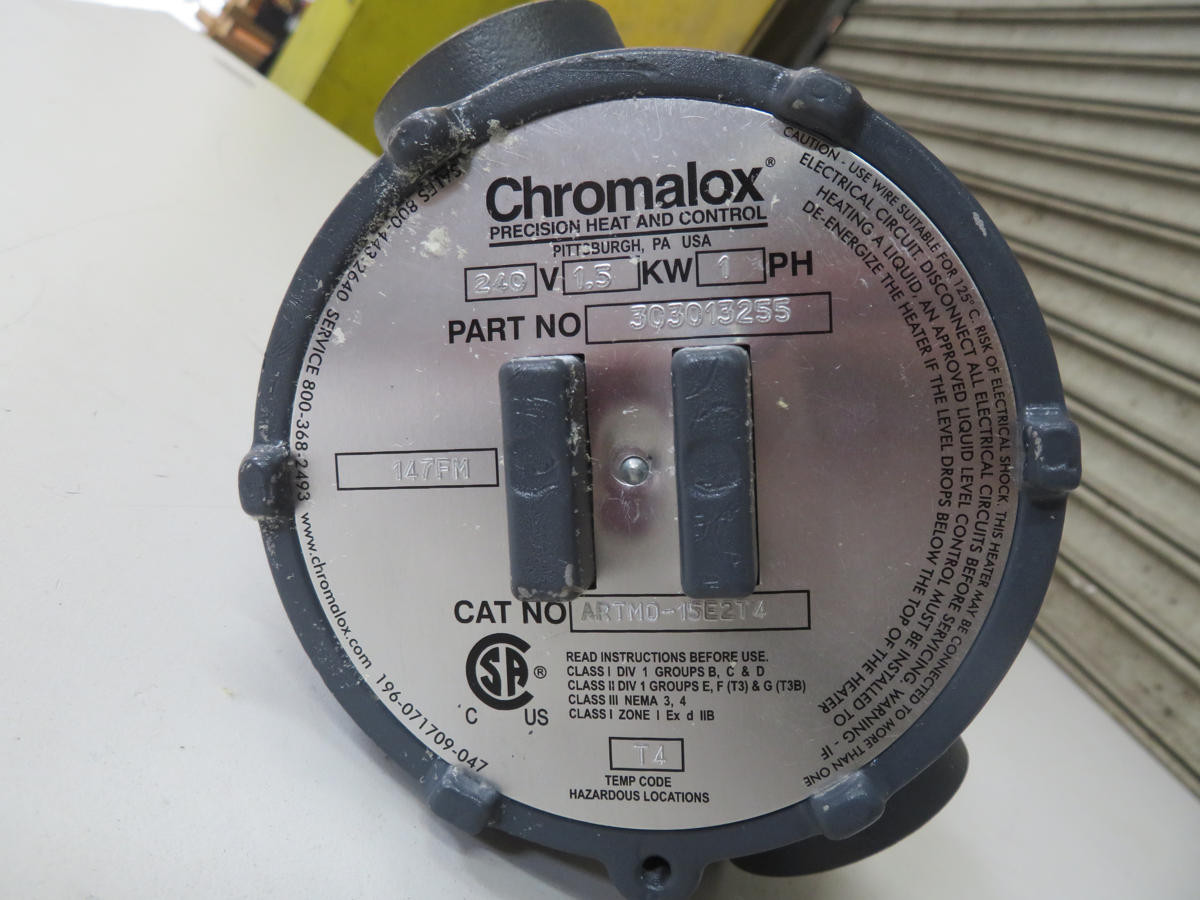 Chromalox®
PRECISION HEAT AND CONTROL
PITTSBURGH, PA USA
240 V 1.5 KW 1 PH
PART NO 303013255
147FM
CAT NO ARTMO-15E2T4
CSA ®
C US
READ INSTRUCTIONS BEFORE USE.
CLASS I DIV 1 GROUPS B, C & D
CLASS II DIV 1 GROUPS E, F (T3) & G (T3B)
CLASS III NEMA 3, 4
CLASS I ZONE I Ex d IIB
T4
TEMP CODE
HAZARDOUS LOCATIONS
SALES 800-443-2640 SERVICE 800-368-2493 www.chromalox.com 196-071709-047
CAUTION - USE WIRE SUITABLE FOR 125°C. RISK OF ELECTRICAL SHOCK. THIS HEATER MAY BE CONNECTED TO MORE THAN ONE
ELECTRICAL CIRCUIT. DISCONNECT ALL ELECTRICAL CIRCUITS BEFORE SERVICING. WARNING - IF
HEATING A LIQUID, AN APPROVED LIQUID LEVEL CONTROL MUST BE INSTALLED TO
DE-ENERGIZE THE HEATER IF THE LEVEL DROPS BELOW THE TOP OF THE HEATER